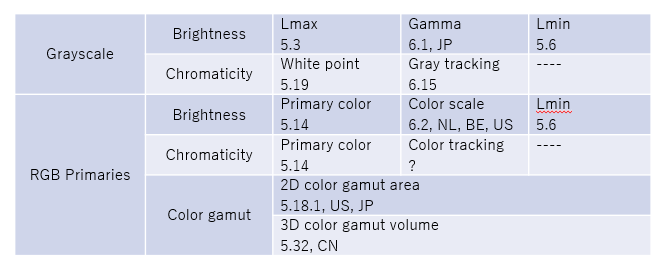 Grayscale
Brightness
Lmax
5.3
Gamma
6.1, JP
Lmin
5.6
Chromaticity
White point
5.19
Gray tracking
6.15
----
RGB Primaries
Brightness
Primary color
5.14
Color scale
6.2, NL, BE, US
Lmin
5.6
Chromaticity
Primary color
5.14
Color tracking
?
----
Color gamut
2D color gamut area
5.18.1, US, JP
3D color gamut volume
5.32, CN